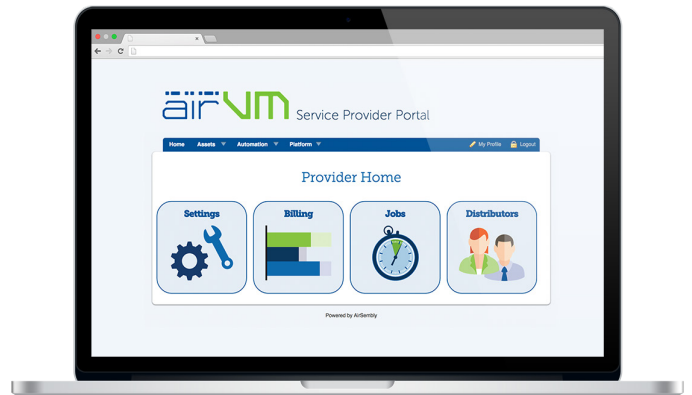 airVM Service Provider Portal
Home Assets Automation Platform My Profile Logout
Provider Home
Settings Billing Jobs Distributors
Powered by AirSembly